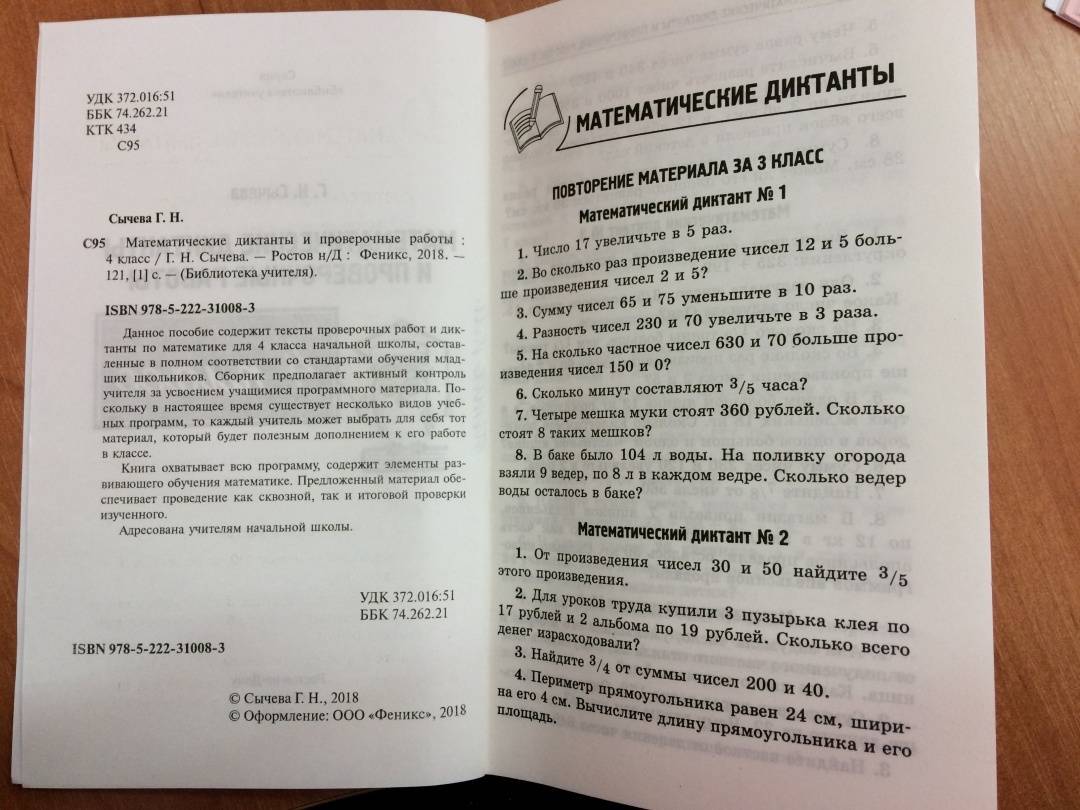 УДК 372.016:51
ББК 74.262.21
КТК 434
С95
Сычева Г. Н.
С95 Математические диктанты и проверочные работы :
4 класс / Г. Н. Сычева. — Ростов н/Д : Феникс, 2018. —
121, [1] с. — (Библиотека учителя).
ISBN 978-5-222-31008-3
Данное пособие содержит тексты проверочных работ и дик-
танты по математике для 4 класса начальной школы, состав-
ленные в полном соответствии со стандартами обучения млад-
ших школьников. Сборник предполагает активный контроль
учителя за усвоением учащимися программного материала. По-
скольку в настоящее время существует несколько видов учеб-
ных программ, то каждый учитель может выбрать для себя тот
материал, который будет полезным дополнением к его работе
в классе.
Книга охватывает всю программу, содержит элементы раз-
вивающего обучения математике. Предложенный материал обе-
спечивает проведение как сквозной, так и итоговой проверки
изученного.
Адресована учителям начальной школы.
УДК 372.016:51
ББК 74.262.21
ISBN 978-5-222-31008-3
© Сычева Г. Н., 2018
© Оформление: ООО «Феникс», 2018
МАТЕМАТИЧЕСКИЕ ДИКТАНТЫ
ПОВТОРЕНИЕ МАТЕРИАЛА ЗА 3 КЛАСС
Математический диктант № 1
1. Число 17 увеличьте в 5 раз.
2. Во сколько раз произведение чисел 12 и 5 боль-
ше произведения чисел 2 и 5?
3. Сумму чисел 65 и 75 уменьшите в 10 раз.
4. Разность чисел 230 и 70 увеличьте в 3 раза.
5. На сколько частное чисел 630 и 70 больше про-
изведения чисел 150 и 0?
6. Сколько минут составляют 3/5 часа?
7. Четыре мешка муки стоят 360 рублей. Сколько
стоят 8 таких мешков?
8. В баке было 104 л воды. На поливку огорода
взяли 9 ведер, по 8 л в каждом ведре. Сколько ведер
воды осталось в баке?
Математический диктант № 2
1. От произведения чисел 30 и 50 найдите 3/5
этого произведения.
2. Для уроков труда купили 3 пузырька клея по
17 рублей и 2 альбома по 19 рублей. Сколько всего
денег израсходовали?
3. Найдите 3/4 от суммы чисел 200 и 40.
4. Периметр прямоугольника равен 24 см, шири-
на его 4 см. Вычислите длину прямоугольника и его
площадь.